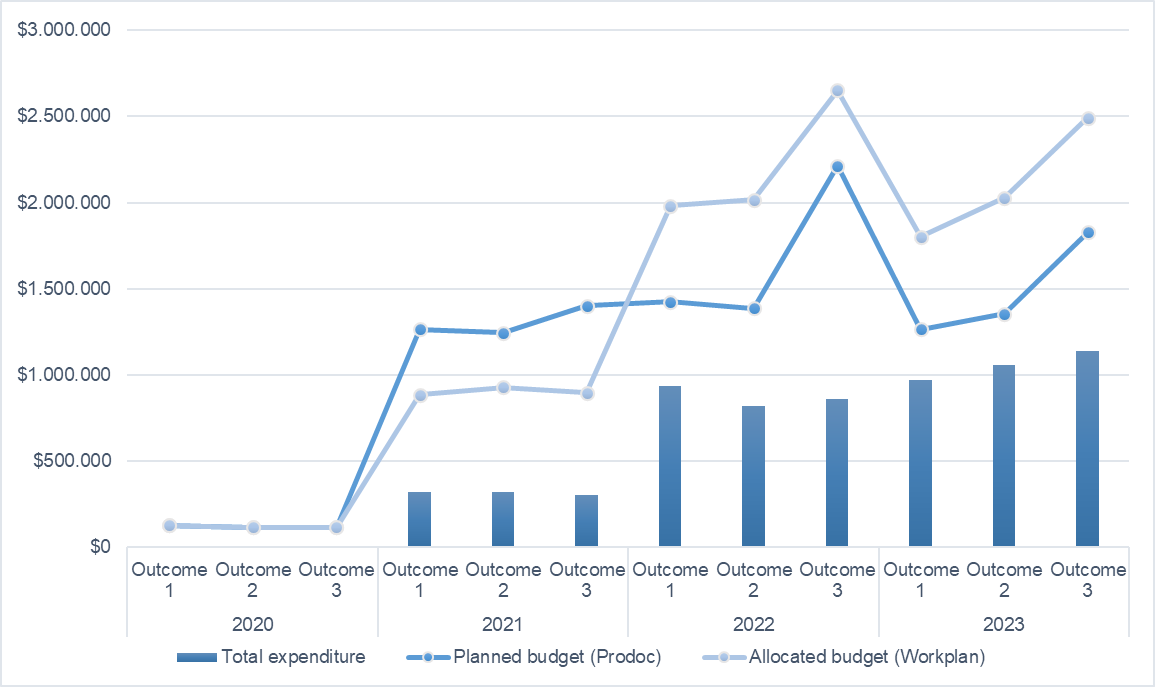 $3.000.000
$2.500.000
$2.000.000
$1.500.000
$1.000.000
$500.000
$0
Outcome 1 Outcome 2 Outcome 3 Outcome 1 Outcome 2 Outcome 3 Outcome 1 Outcome 2 Outcome 3 Outcome 1 Outcome 2 Outcome 3
2020 2021 2022 2023
Total expenditure Planned budget (Prodoc) Allocated budget (Workplan)